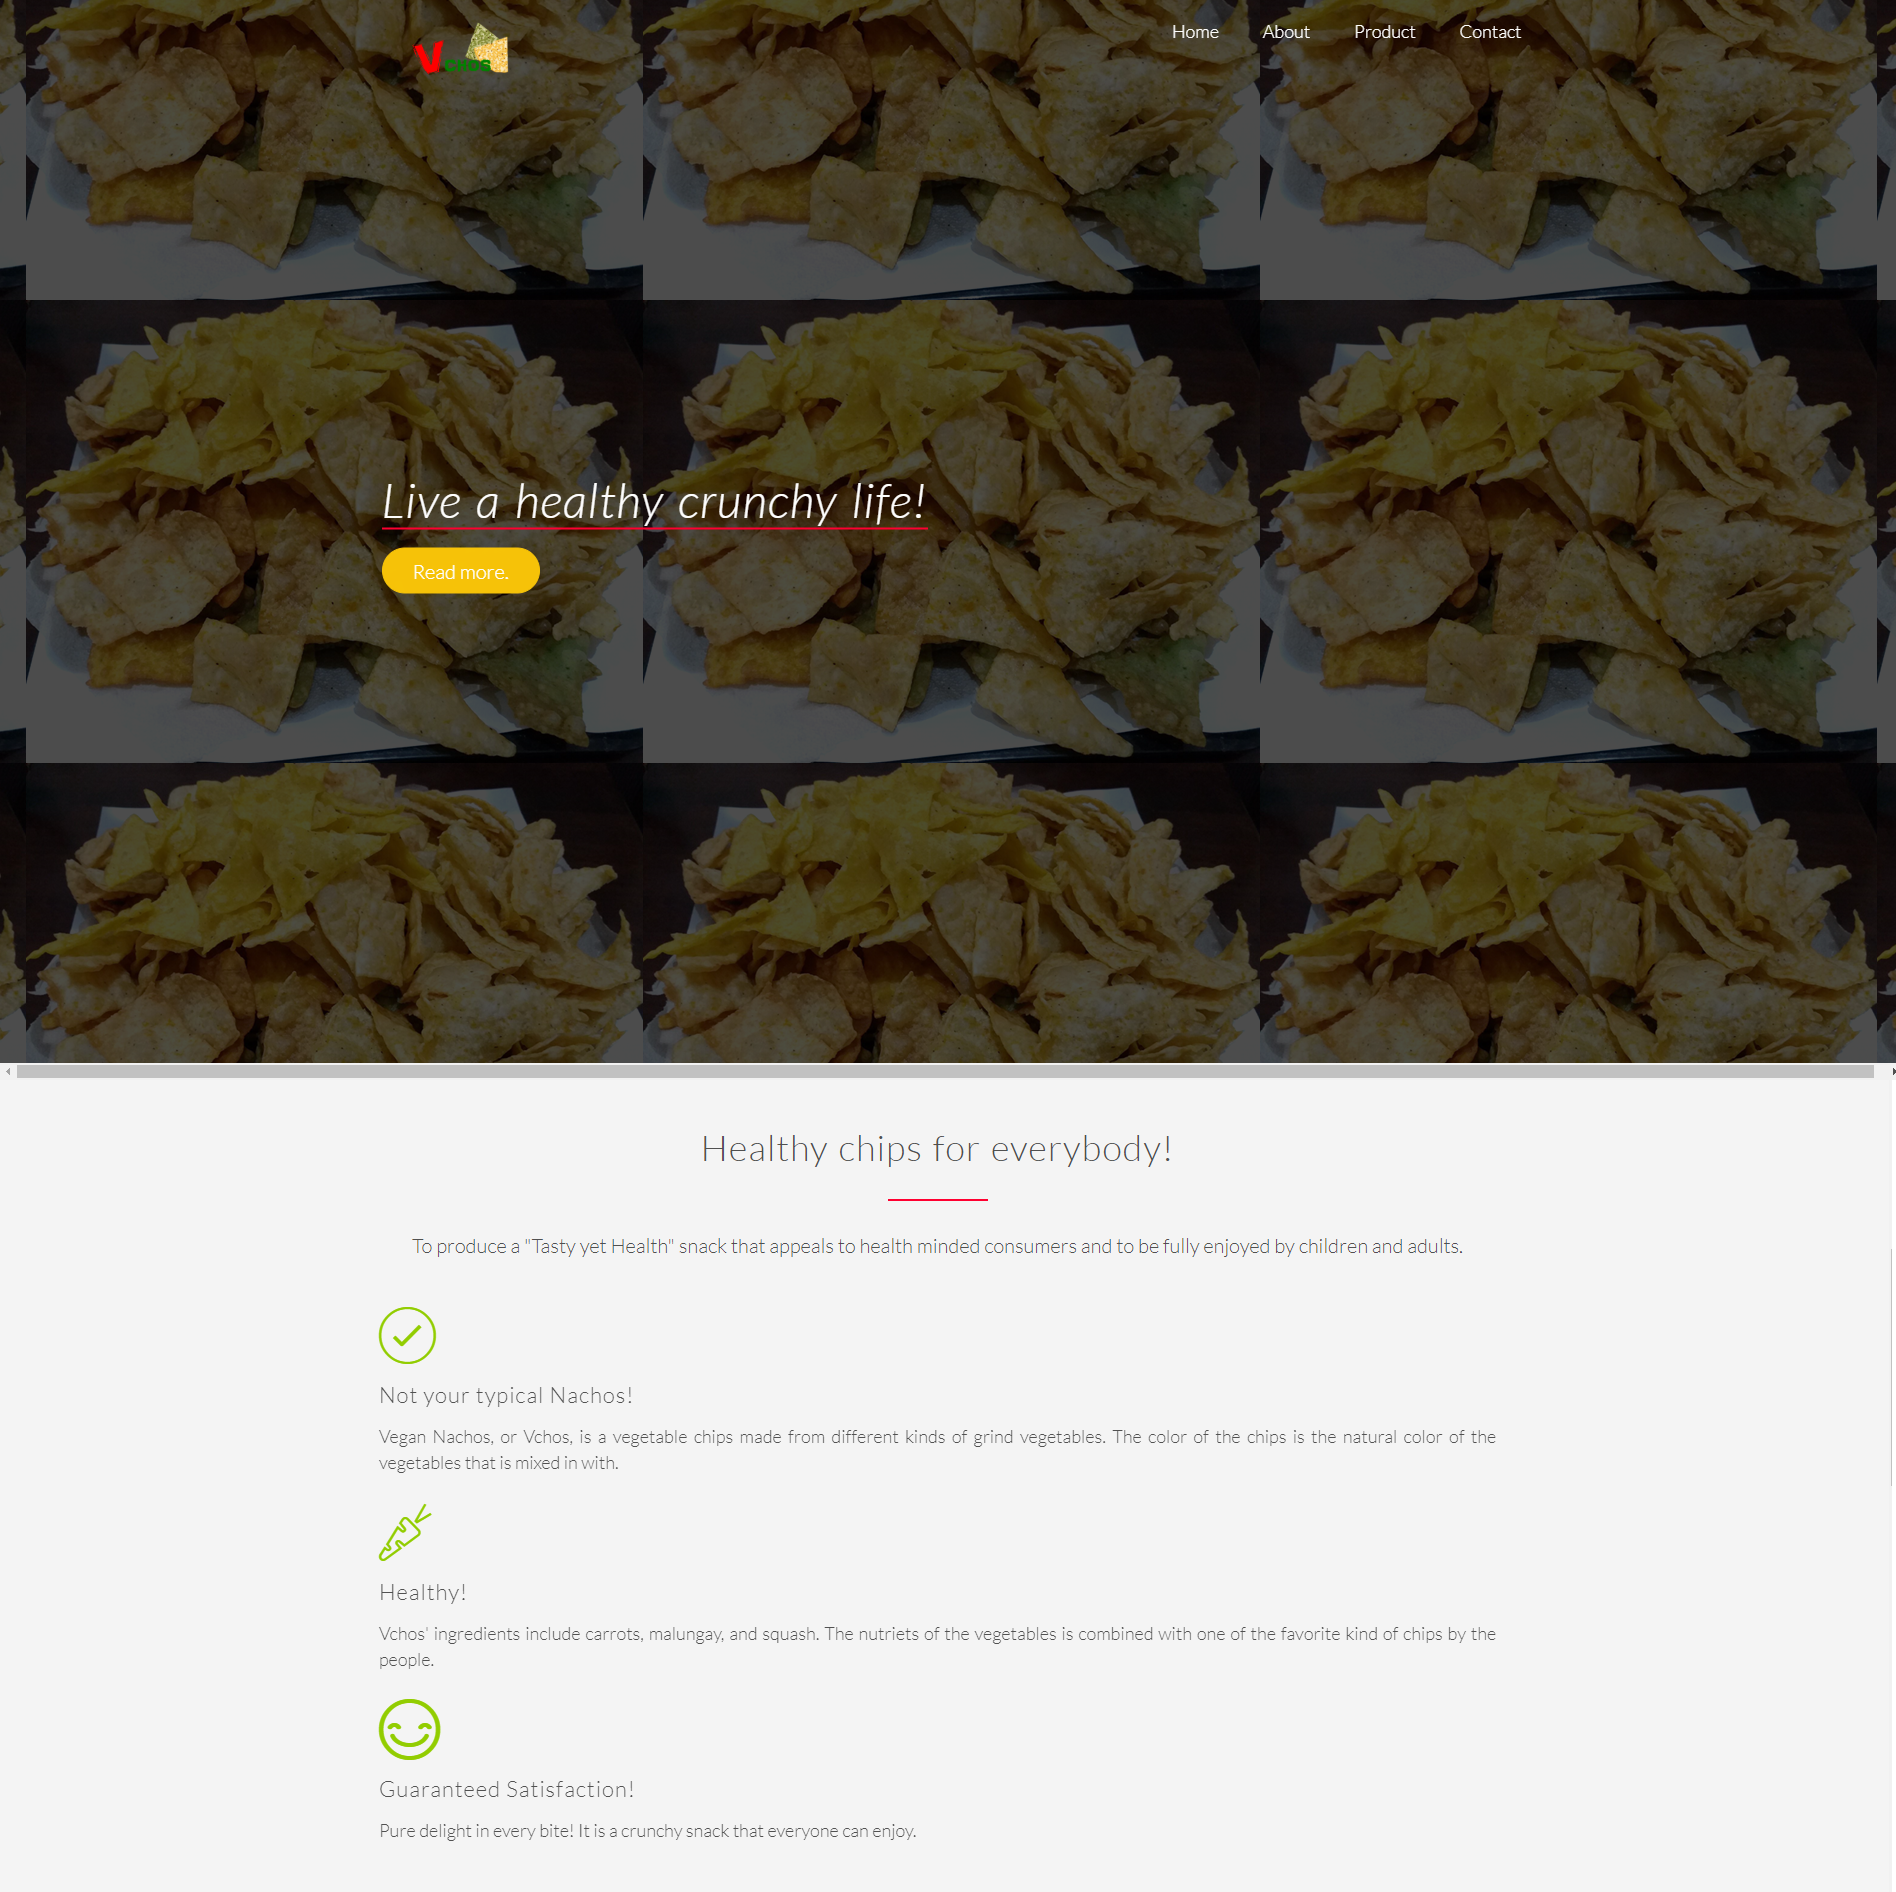 Vchos
Home About Product Contact
Live a healthy crunchy life!
Read more.
Healthy chips for everybody!
To produce a "Tasty yet Health" snack that appeals to health minded consumers and to be fully enjoyed by children and adults.
Not your typical Nachos!
Vegan Nachos, or Vchos, is a vegetable chips made from different kinds of grind vegetables. The color of the chips is the natural color of the
vegetables that is mixed in with.
Healthy!
Vchos' ingredients include carrots, malungay, and squash. The nutriets of the vegetables is combined with one of the favorite kind of chips by the
people.
Guaranteed Satisfaction!
Pure delight in every bite! It is a crunchy snack that everyone can enjoy.